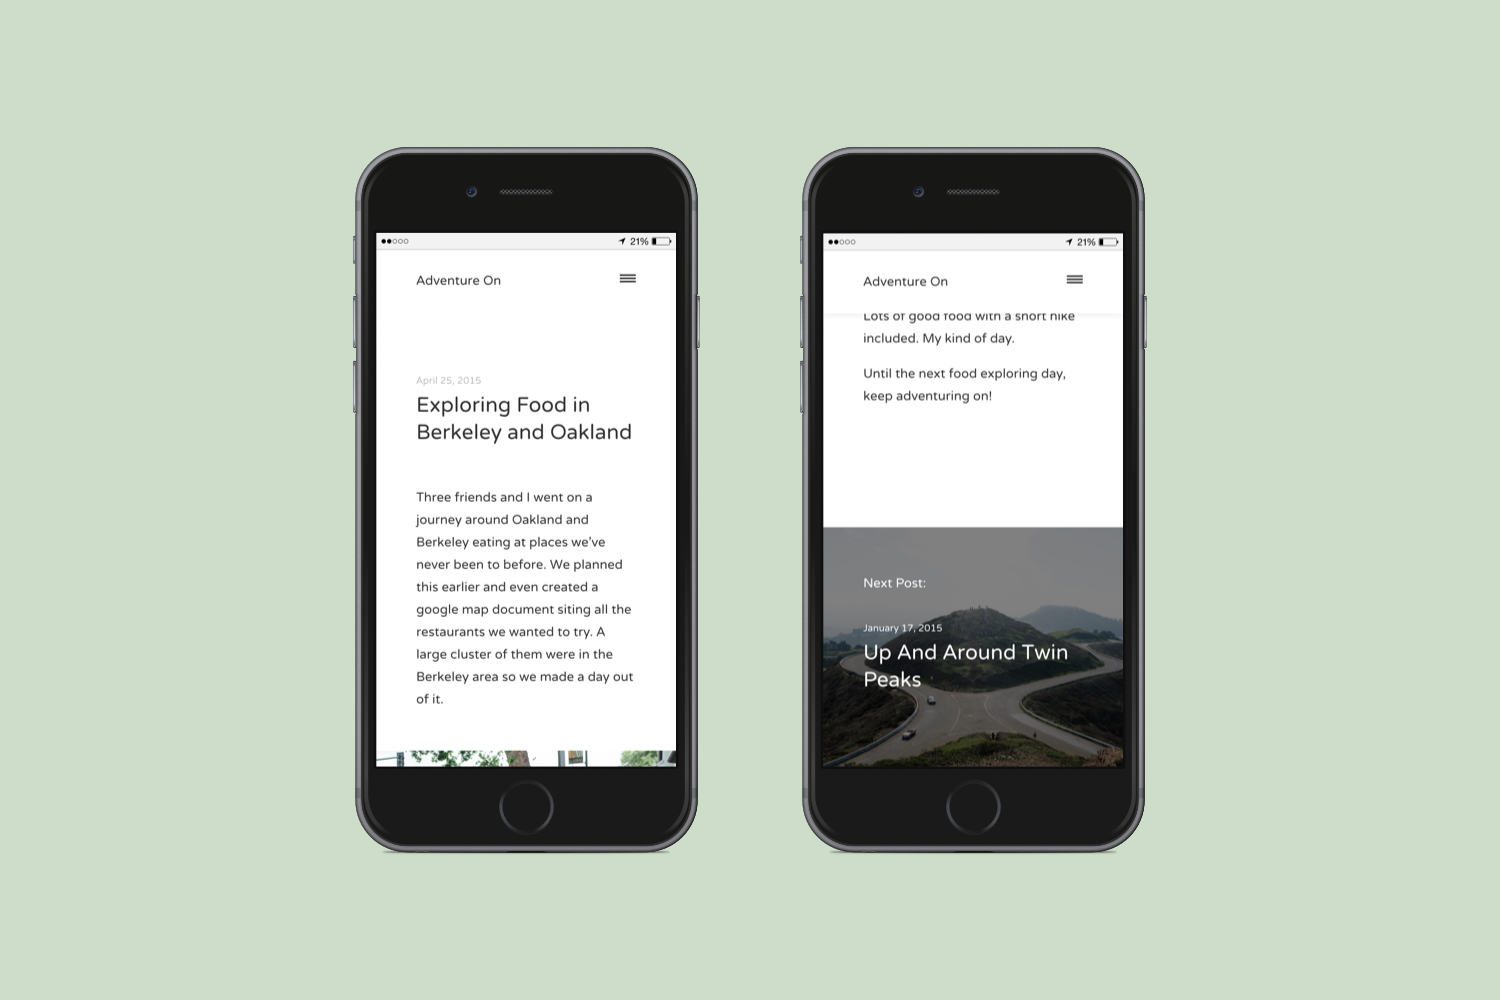 21%
Adventure On
April 25, 2015
Exploring Food in
Berkeley and Oakland
Three friends and I went on a
journey around Oakland and
Berkeley eating at places we've
never been to before. We planned
this earlier and even created a
google map document siting all the
restaurants we wanted to try. A
large cluster of them were in the
Berkeley area so we made a day out
of it.
21%
Adventure On
Lots of good food with a short hike
included. My kind of day.
Until the next food exploring day,
keep adventuring on!
Next Post:
January 17, 2015
Up And Around Twin
Peaks